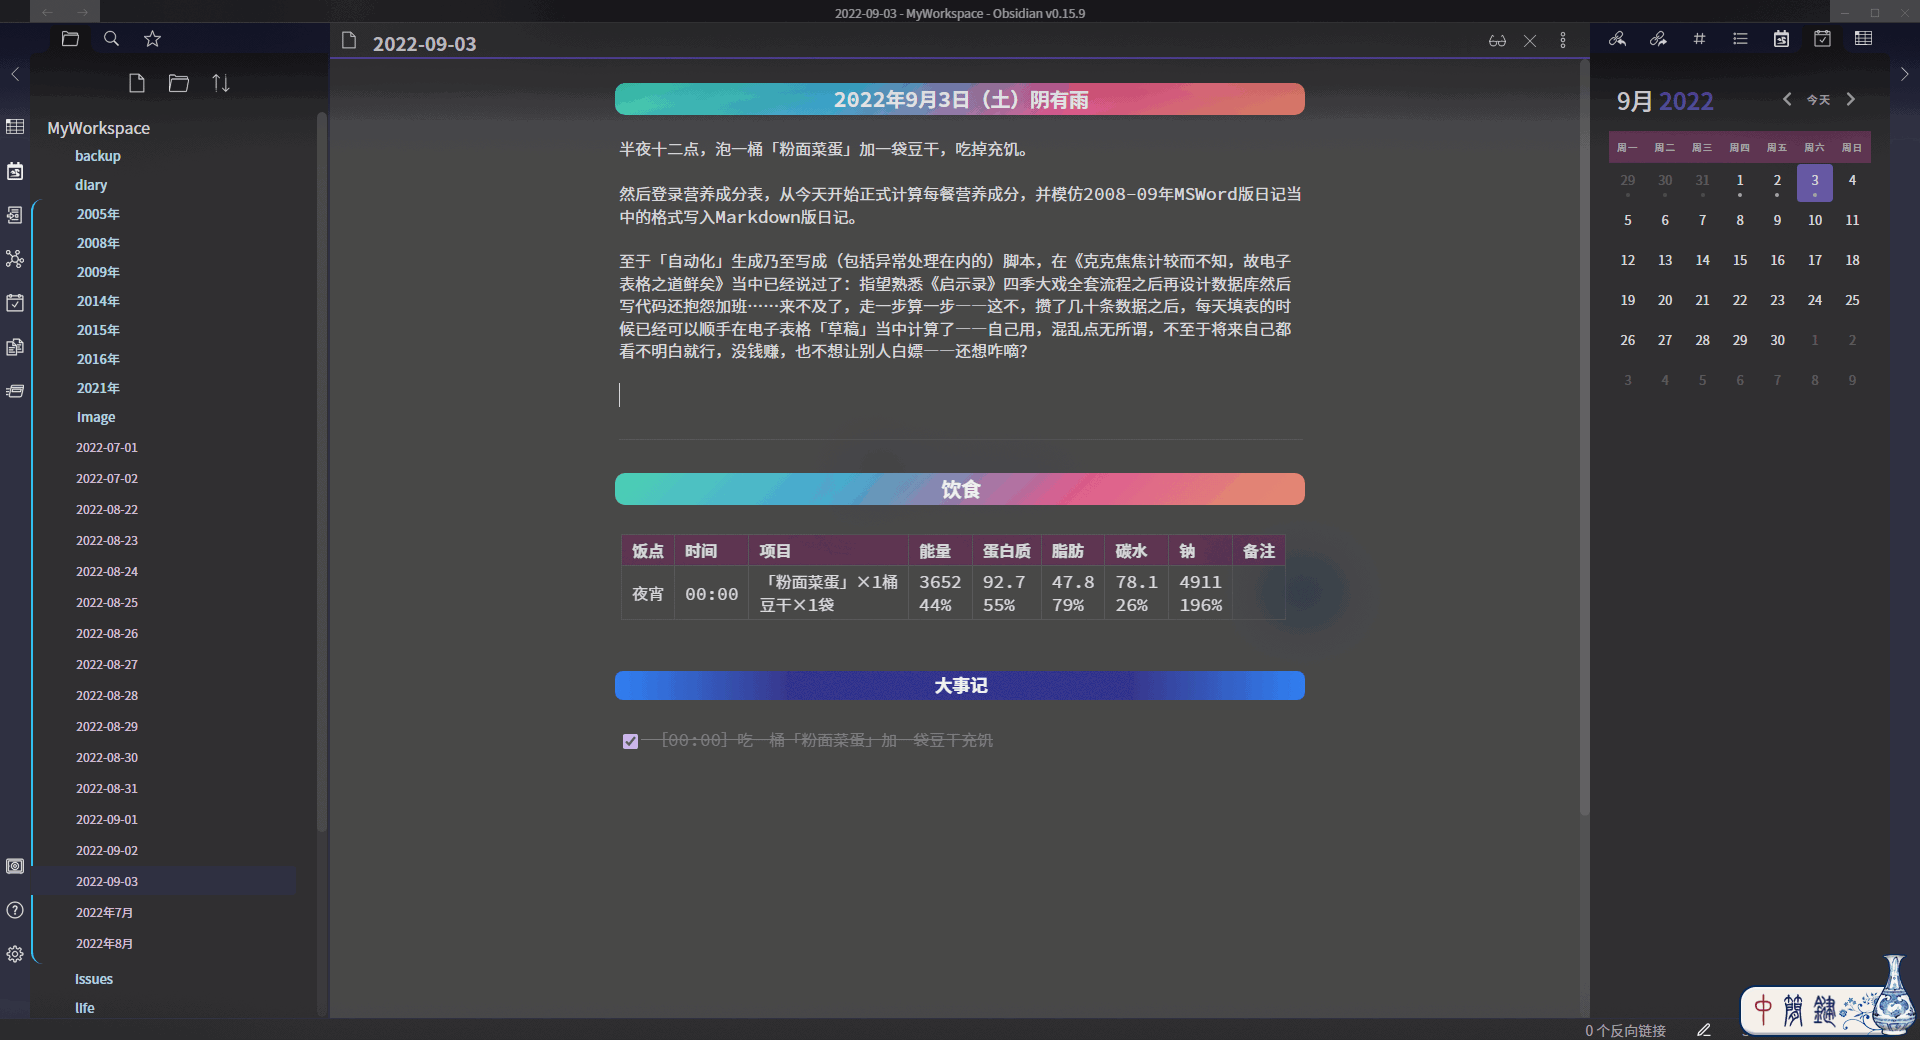 2022-09-03 - MyWorkspace - Obsidian v0.15.9
2022-09-03
MyWorkspace
backup
diary
2005年
2008年
2009年
2014年
2015年
2016年
2021年
Image
2022-07-01
2022-07-02
2022-08-22
2022-08-23
2022-08-24
2022-08-25
2022-08-26
2022-08-27
2022-08-28
2022-08-29
2022-08-30
2022-08-31
2022-09-01
2022-09-02
2022-09-03
2022年7月
2022年8月
Issues
life
2022年9月3日（土）阴有雨
半夜十二点，泡一桶「粉面菜蛋」加一袋豆干，吃掉充饥。
然后登录营养成分表，从今天开始正式计算每餐营养成分，并模仿2008-09年MSWord版日记当
中的格式写入Markdown版日记。
至于「自动化」生成乃至写成（包括异常处理在内的）脚本，在《克克焦焦计较而不知，故电子
表格之道鲜矣》当中已经说过了：指望熟悉《启示录》四季大戏全套流程之后再设计数据库然后
写代码还抱怨加班……来不及了，走一步算一步——这不，攒了几十条数据之后，每天填表的时
候已经可以顺手在电子表格「草稿」当中计算了——自己用，混乱点无所谓，不至于将来自己都
看不明白就行，没钱赚，也不想让别人白嫖——还想咋嘀？
饮食
饭点 时间 项目 能量 蛋白质 脂肪 碳水 钠 备注
夜宵 00:00 「粉面菜蛋」×1桶 3652 92.7 47.8 78.1 4911
豆干×1袋 44% 55% 79% 26% 196%
大事记
[00:00] 吃一桶「粉面菜蛋」加一袋豆干充饥
9月 2022
今天
周一 周二 周三 周四 周五 周六 周日
29 30 31 1 2 3 4
5 6 7 8 9 10 11
12 13 14 15 16 17 18
19 20 21 22 23 24 25
26 27 28 29 30 1 2
3 4 5 6 7 8 9
0 个反向链接
中 简 键